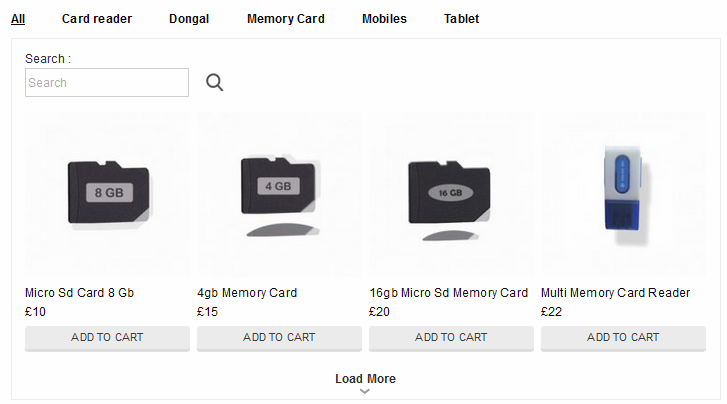 All Card reader Dongal Memory Card Mobiles Tablet
Search :
Search
8 GB 4 GB 16 GB
Micro Sd Card 8 Gb 4gb Memory Card 16gb Micro Sd Memory Card Multi Memory Card Reader
£10 £15 £20 £22
ADD TO CART ADD TO CART ADD TO CART ADD TO CART
Load More